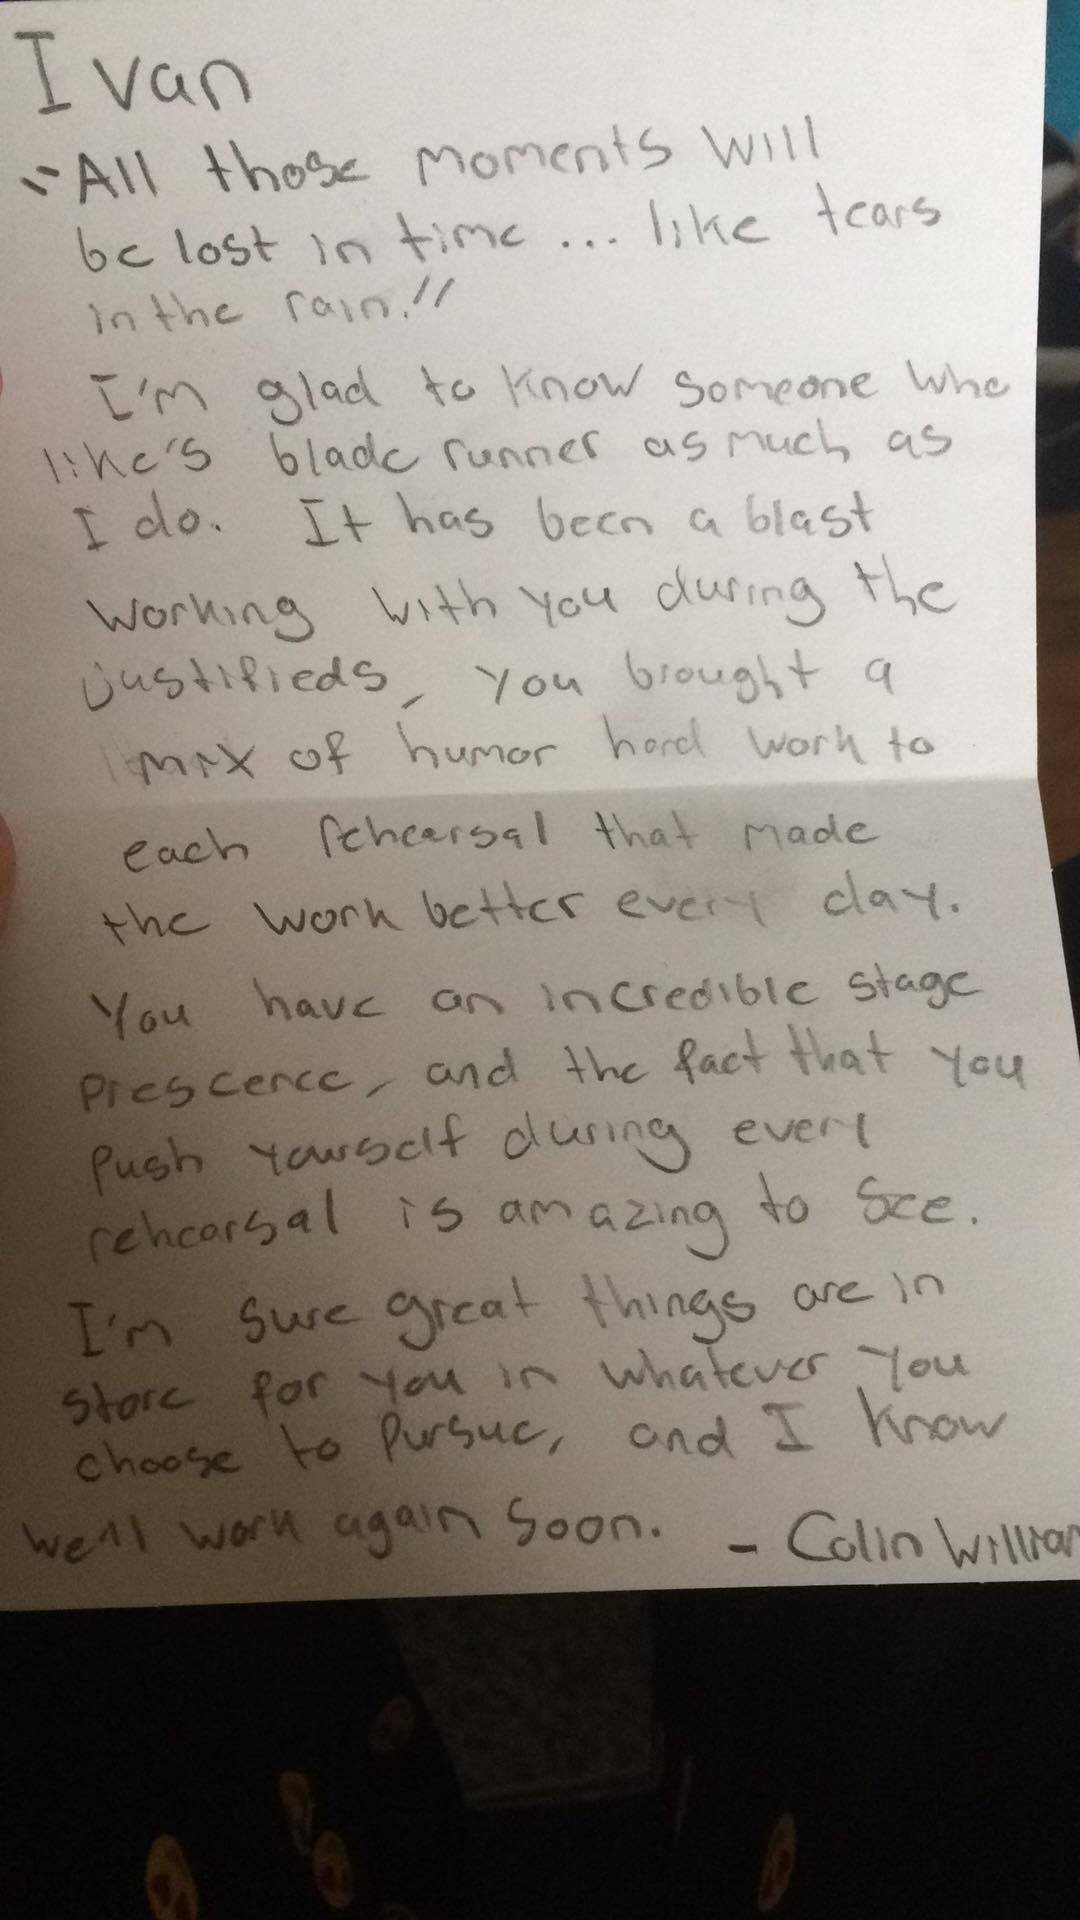 Ivan
"All those moments will
be lost in time ... like tears
in the rain."
I'm glad to know someone who
like's blade runner as much as
I do. It has been a blast
working with you during the
justifieds, you brought a
mix of humor hard work to
each rehearsal that made
the work better every day.
You have an incredible stage
prescence, and the fact that you
push yourself during every
rehearsal is amazing to see.
I'm sure great things are in
store for you in whatever you
choose to pursue, and I know
we'll work again soon. - Colin William